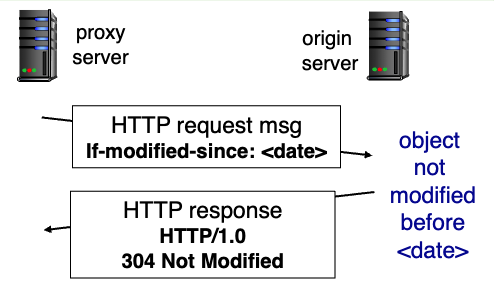 proxy
server
origin
server
HTTP request msg
If-modified-since: <date>
object
not
modified
before
<date>
HTTP response
HTTP/1.0
304 Not Modified